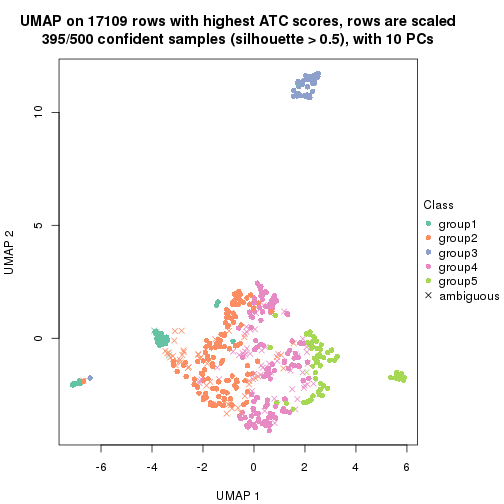 UMAP on 17109 rows with highest ATC scores, rows are scaled
395/500 confident samples (silhouette > 0.5), with 10 PCs
10
5
0
UMAP 2
-6
-4
-2
0
2
4
6
UMAP 1
Class
group1
group2
group3
group4
group5
ambiguous